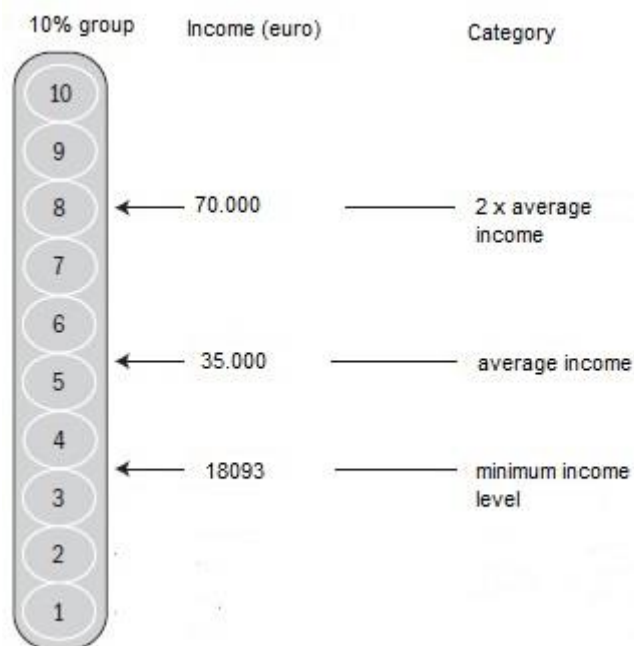 10% group Income (euro) Category
10
9
8 70.000 2 x average
income
7
6
35.000 average income
5
4
18093 minimum income
level
3
2
1